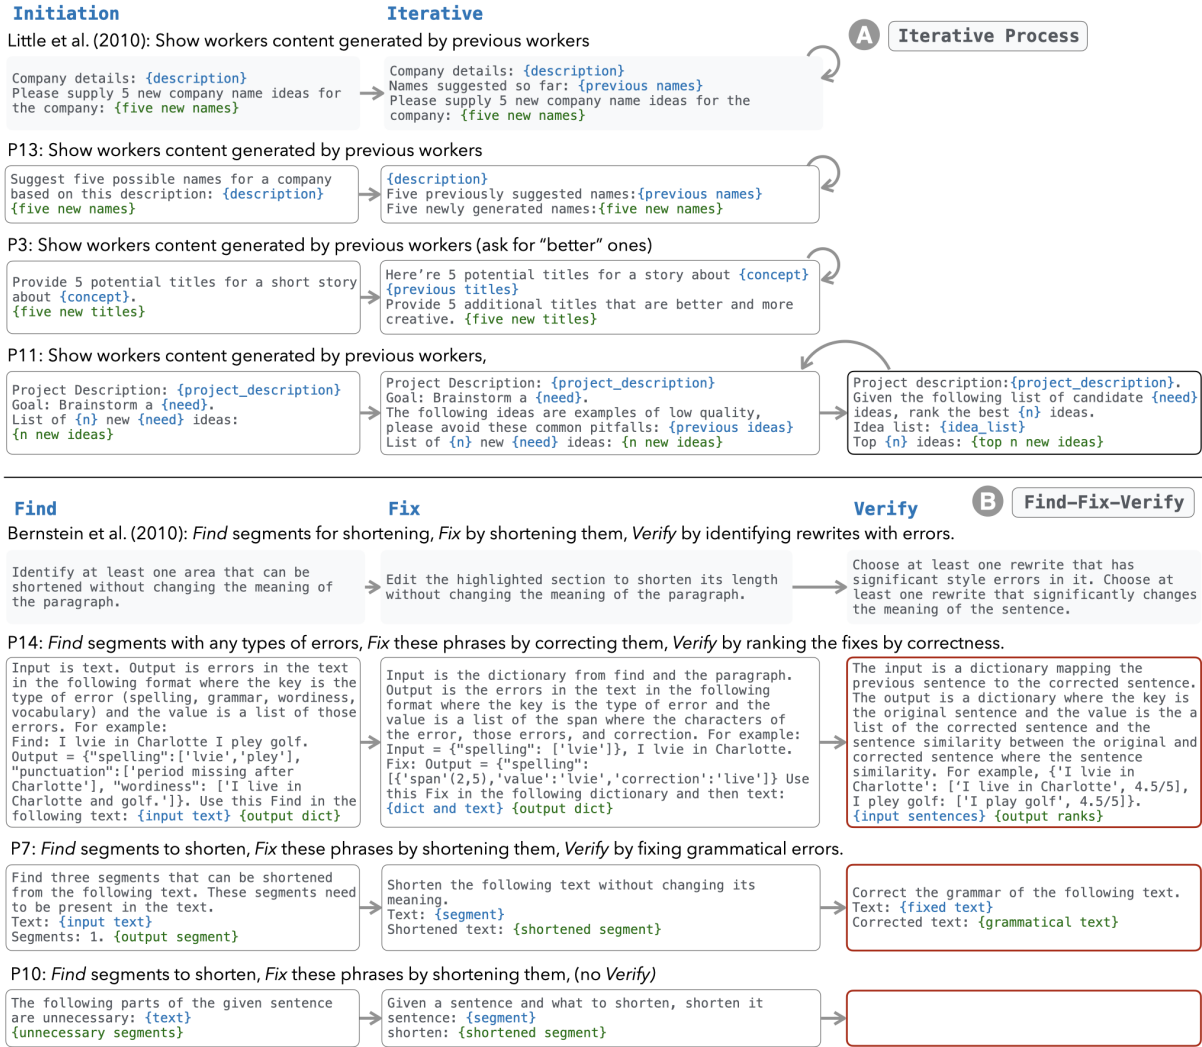 Initiation
Iterative
A
Iterative Process
Little et al. (2010): Show workers content generated by previous workers
Company details: {description}
Please supply 5 new company name ideas for
the company: {five new names}
Company details: {description}
Names suggested so far: {previous names}
Please supply 5 new company name ideas for the
company: {five new names}
P13: Show workers content generated by previous workers
Suggest five possible names for a company
based on this description: {description}
{five new names}
{description}
Five previously suggested names:{previous names}
Five newly generated names:{five new names}
P3: Show workers content generated by previous workers (ask for “better” ones)
Provide 5 potential titles for a short story
about {concept}.
{five new titles}
Here’re 5 potential titles for a story about {concept}
{previous titles}
Provide 5 additional titles that are better and more
creative. {five new titles}
P11: Show workers content generated by previous workers,
Project Description: {project_description}
Goal: Brainstorm a {need}.
List of {n} new {need} ideas:
{n new ideas}
Project Description: {project_description}
Goal: Brainstorm a {need}.
The following ideas are examples of low quality,
please avoid these common pitfalls: {previous ideas}
List of {n} new {need} ideas: {n new ideas}
Project description:{project_description}.
Given the following list of candidate {need}
ideas, rank the best {n} ideas.
Idea list: {idea_list}
Top {n} ideas: {top n new ideas}
Find
Fix
Verify
B
Find-Fix-Verify
Bernstein et al. (2010): Find segments for shortening, Fix by shortening them, Verify by identifying rewrites with errors.
Identify at least one area that can be
shortened without changing the meaning of
the paragraph.
Edit the highlighted section to shorten its length
without changing the meaning of the paragraph.
Choose at least one rewrite that has
significant style errors in it. Choose at
least one rewrite that significantly changes
the meaning of the sentence.
P14: Find segments with any types of errors, Fix these phrases by correcting them, Verify by ranking the fixes by correctness.
Input is text. Output is errors in the text
in the following format where the key is the
type of error (spelling, grammar, wordiness,
vocabulary) and the value is a list of those
errors. For example:
Find: I lvie in Charlotte I pley golf.
Output = {"spelling":['lvie','pley'],
"punctuation":['period missing after
Charlotte'], "wordiness": ['I live in
Charlotte and golf.']}. Use this Find in the
following text: {input text} {output dict}
Input is the dictionary from find and the paragraph.
Output is the errors in the text in the following
format where the key is the type of error and the
value is a list of the span where the characters of
the error, those errors, and correction. For example:
Input = {"spelling": ['lvie']}, I lvie in Charlotte.
Fix: Output = {"spelling":
[{'span'(2,5),'value':'lvie','correction':'live']} Use
this Fix in the following dictionary and then text:
{dict and text} {output dict}
The input is a dictionary mapping the
previous sentence to the corrected sentence.
The output is a dictionary where the key is
the original sentence and the value is the a
list of the corrected sentence and the
sentence similarity between the original and
corrected sentence where the sentence
similarity. For example, {'I lvie in
Charlotte': [‘I live in Charlotte', 4.5/5],
I pley golf: ['I play golf', 4.5/5]}.
{input sentences} {output ranks}
P7: Find segments to shorten, Fix these phrases by shortening them, Verify by fixing grammatical errors.
Find three segments that can be shortened
from the following text. These segments need
to be present in the text.
Text: {input text}
Segments: 1. {output segment}
Shorten the following text without changing its
meaning.
Text: {segment}
Shortened text: {shortened segment}
Correct the grammar of the following text.
Text: {fixed text}
Corrected text: {grammatical text}
P10: Find segments to shorten, Fix these phrases by shortening them, (no Verify)
The following parts of the given sentence
are unnecessary: {text}
{unnecessary segments}
Given a sentence and what to shorten, shorten it
sentence: {segment}
shorten: {shortened segment}